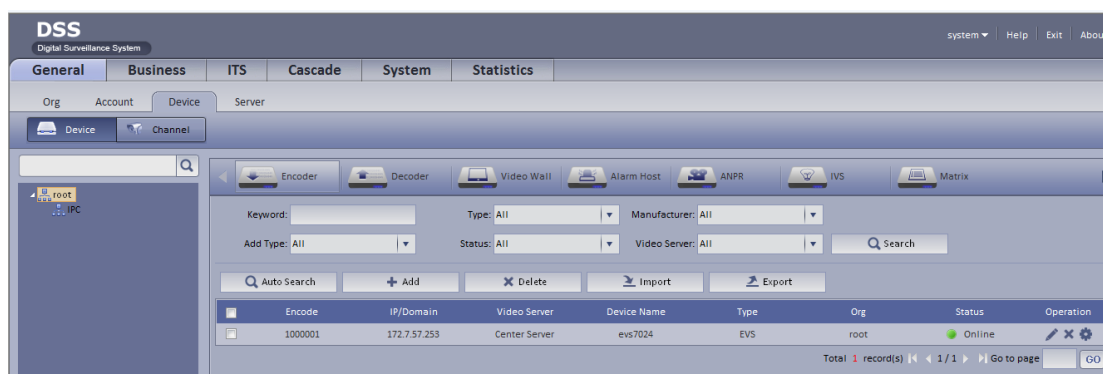 DSS
Digital Surveillance System
system Help Exit Abou
General Business ITS Cascade System Statistics
Org Account Device Server
Device Channel
Encoder Decoder Video Wall Alarm Host ANPR IVS Matrix
root
IPC
Keyword: Type: All Manufacturer: All
Add Type: All Status: All Video Server: All Search
Auto Search Add Delete Import Export
Encode IP/Domain Video Server Device Name Type Org Status Operation
1000001 172.7.57.253 Center Server evs7024 EVS root Online
Total 1 record(s) 1 / 1 Go to page GO